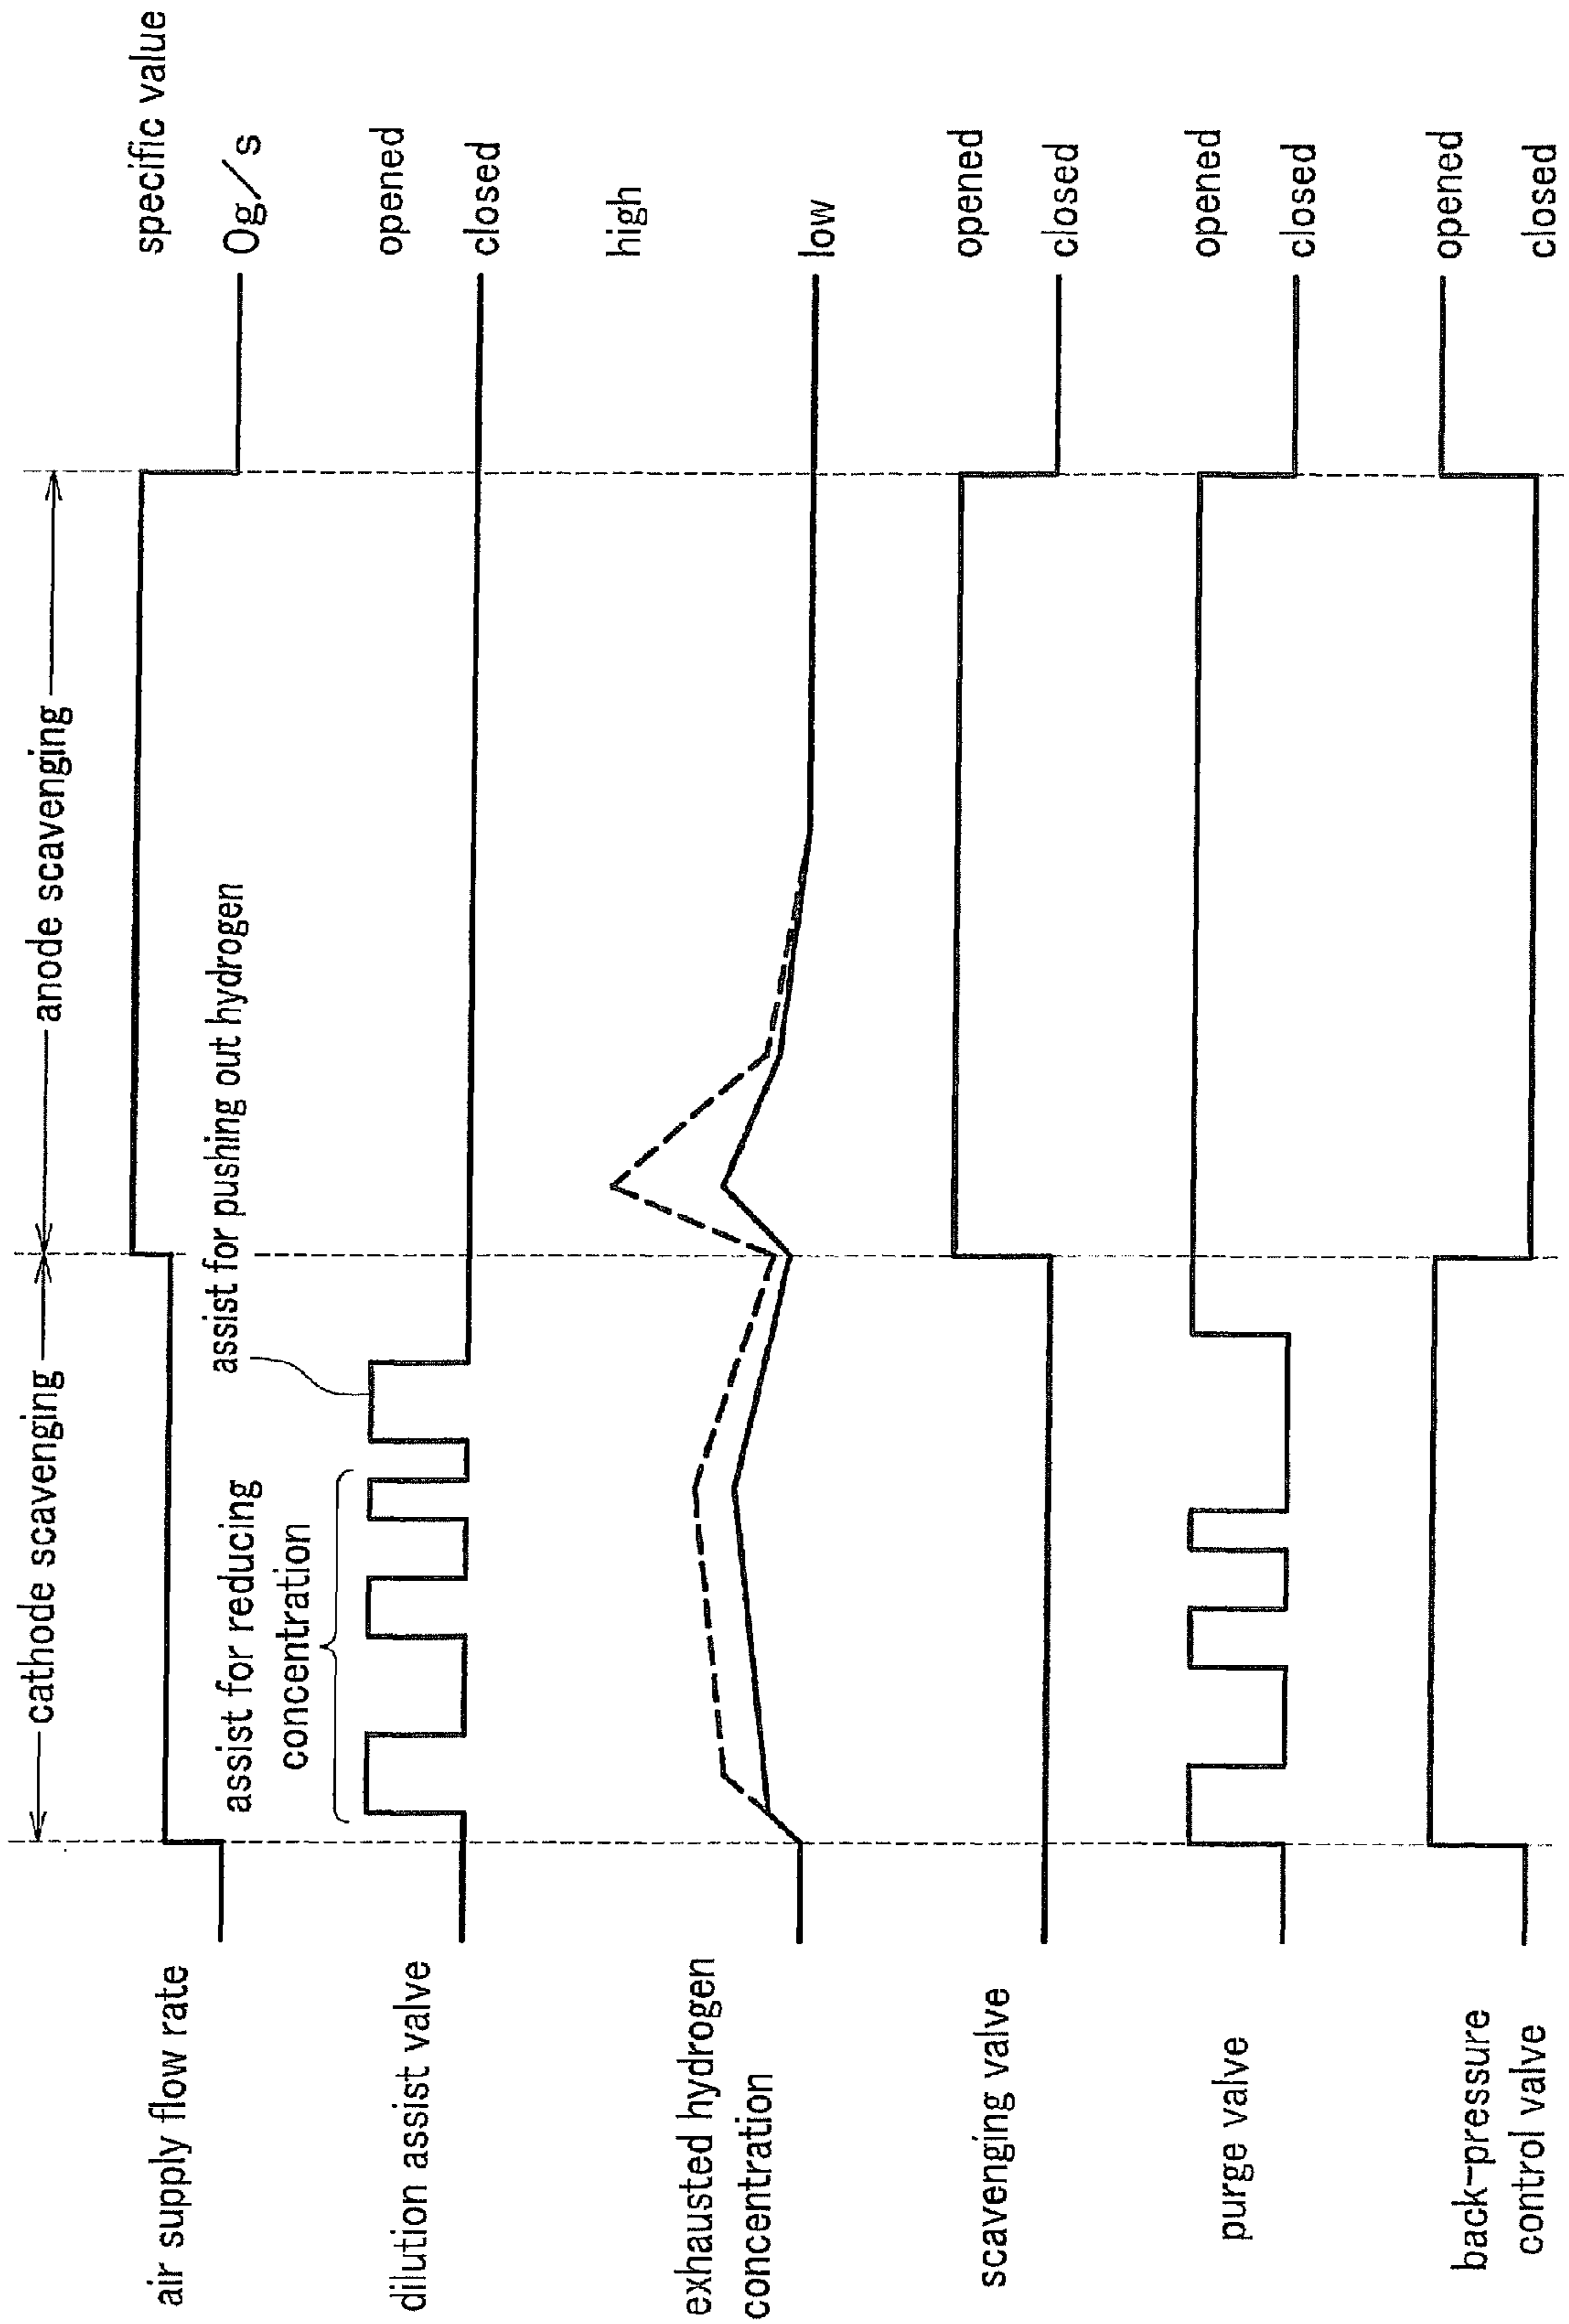 cathode scavenging
anode scavenging
air supply flow rate
specific value
0g/s
assist for reducing
concentration
assist for pushing out hydrogen
dilution assist valve
opened
closed
exhausted hydrogen
concentration
high
low
scavenging valve
opened
closed
purge valve
opened
closed
back-pressure
control valve
opened
closed